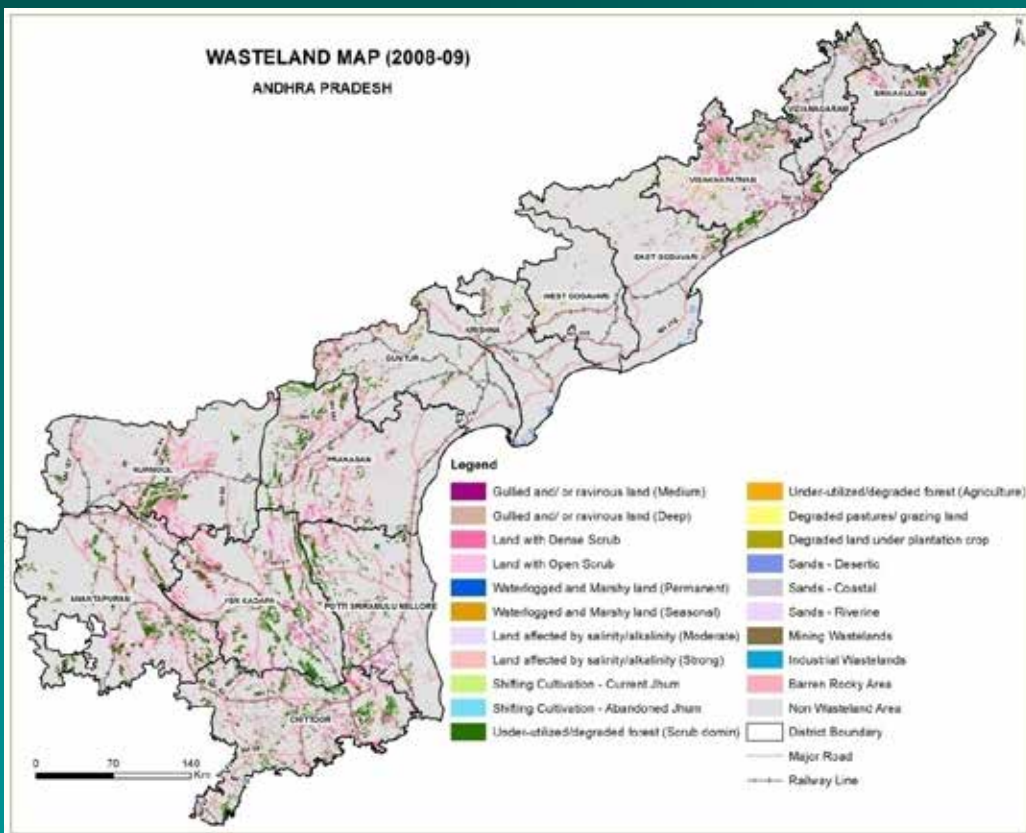 WASTELAND MAP (2008-09)
ANDHRA PRADESH
N
SRIKAKULAM
VIZIANAGARAM
VISAKHAPATNAM
EAST GODAVARI
WEST GODAVARI
KRISHNA
GUNTUR
PRAKASAM
KURNOOL
ANANTAPURAM
YSR KADAPA
POTTI SRIRAMULU NELLORE
CHITTOOR
0 70 140
Km
Legend
Gullied and/ or ravinous land (Medium)
Gullied and/ or ravinous land (Deep)
Land with Dense Scrub
Land with Open Scrub
Waterlogged and Marshy land (Permanent)
Waterlogged and Marshy land (Seasonal)
Land affected by salinity/alkalinity (Moderate)
Land affected by salinity/alkalinity (Strong)
Shifting Cultivation - Current Jhum
Shifting Cultivation - Abandoned Jhum
Under-utilized/degraded forest (Scrub domin)
Under-utilized/degraded forest (Agriculture)
Degraded pastures/ grazing land
Degraded land under plantation crop
Sands - Desertic
Sands - Coastal
Sands - Riverine
Mining Wastelands
Industrial Wastelands
Barren Rocky Area
Non Wasteland Area
District Boundary
Major Road
Railway Line